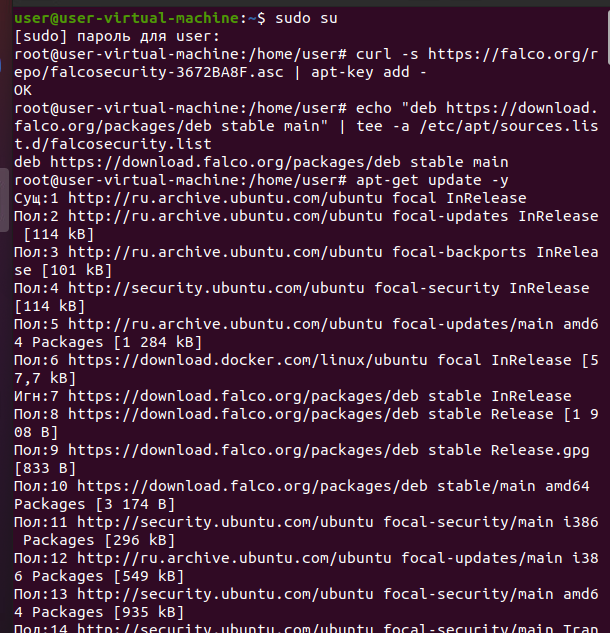 user@user-virtual-machine:~$ sudo su
[sudo] пароль для user:
root@user-virtual-machine:/home/user# curl -s https://falco.org/r
epo/falcosecurity-3672BA8F.asc | apt-key add -
OK
root@user-virtual-machine:/home/user# echo "deb https://download.
falco.org/packages/deb stable main" | tee -a /etc/apt/sources.lis
t.d/falcosecurity.list
deb https://download.falco.org/packages/deb stable main
root@user-virtual-machine:/home/user# apt-get update -y
Сущ:1 http://ru.archive.ubuntu.com/ubuntu focal InRelease
Пол:2 http://ru.archive.ubuntu.com/ubuntu focal-updates InRelease
 [114 kB]
Пол:3 http://ru.archive.ubuntu.com/ubuntu focal-backports InRelea
se [101 kB]
Пол:4 http://security.ubuntu.com/ubuntu focal-security InRelease
[114 kB]
Пол:5 http://ru.archive.ubuntu.com/ubuntu focal-updates/main amd6
4 Packages [1 284 kB]
Пол:6 https://download.docker.com/linux/ubuntu focal InRelease [5
7,7 kB]
Игн:7 https://download.falco.org/packages/deb stable InRelease
Пол:8 https://download.falco.org/packages/deb stable Release [1 9
08 B]
Пол:9 https://download.falco.org/packages/deb stable Release.gpg
[833 B]
Пол:10 https://download.falco.org/packages/deb stable/main amd64
Packages [3 174 B]
Пол:11 http://security.ubuntu.com/ubuntu focal-security/main i386
 Packages [296 kB]
Пол:12 http://ru.archive.ubuntu.com/ubuntu focal-updates/main i38
6 Packages [549 kB]
Пол:13 http://security.ubuntu.com/ubuntu focal-security/main amd6
4 Packages [935 kB]
Пол:14 http://security.ubuntu.com/ubuntu focal-security/main Tran